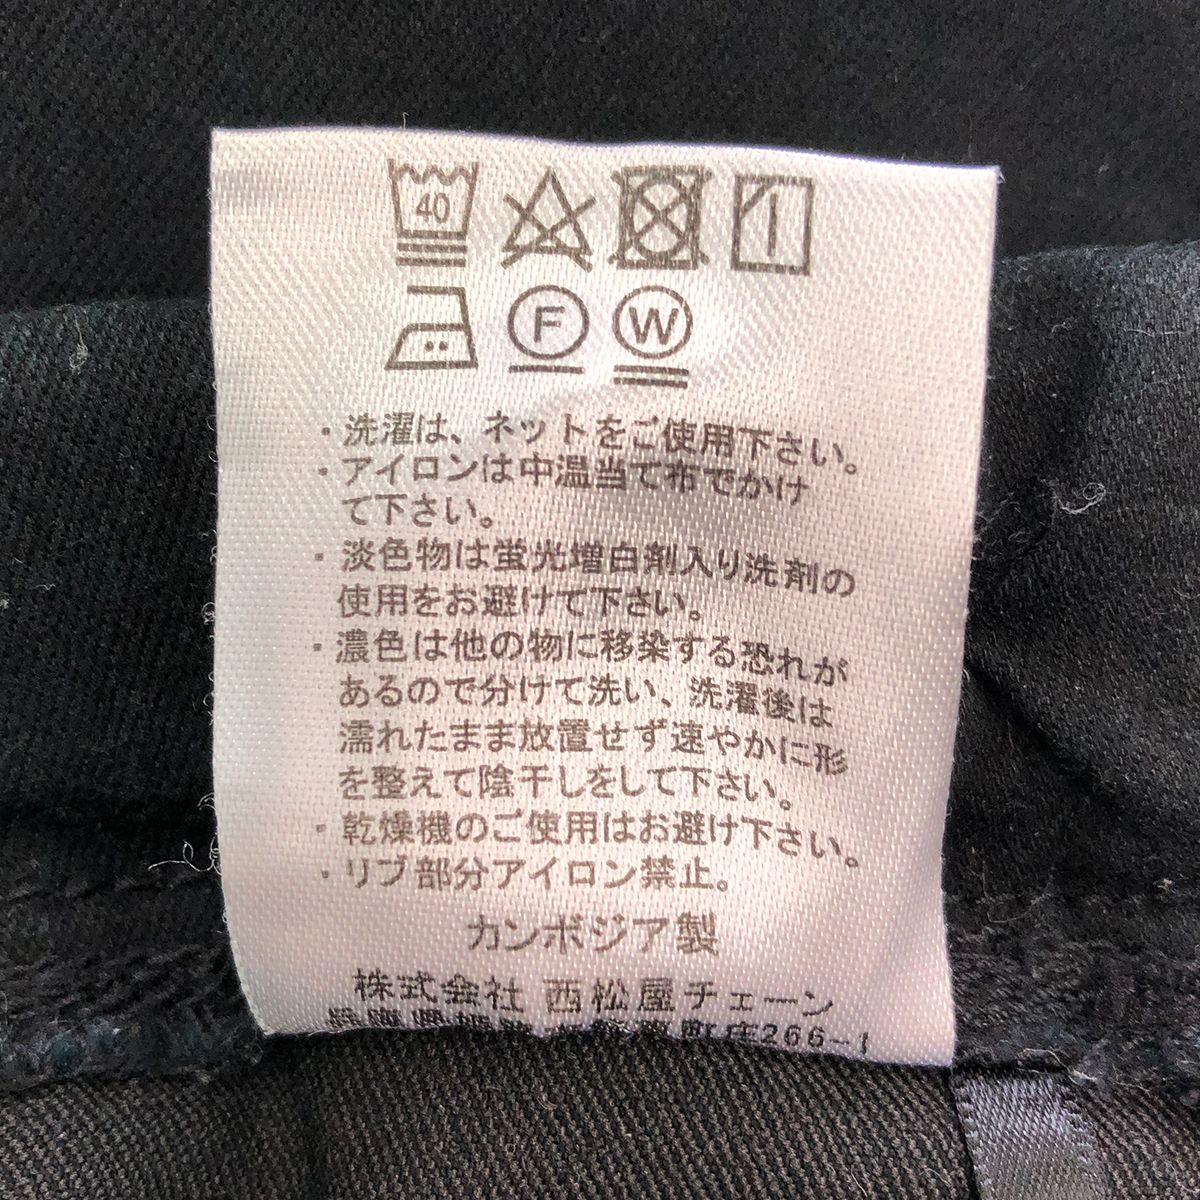 40
F W
・洗濯は、ネットをご使用下さい。
・アイロンは中温当て布でかけ
て下さい。
・淡色物は蛍光増白剤入り洗剤の
使用をお避けて下さい。
・濃色は他の物に移染する恐れが
あるので分けて洗い、洗濯後は
濡れたまま放置せず速やかに形
を整えて陰干しをして下さい。
・乾燥機のご使用はお避け下さい。
・リブ部分アイロン禁止。
カンボジア製
株式会社 西松屋チェーン
町庄266-1